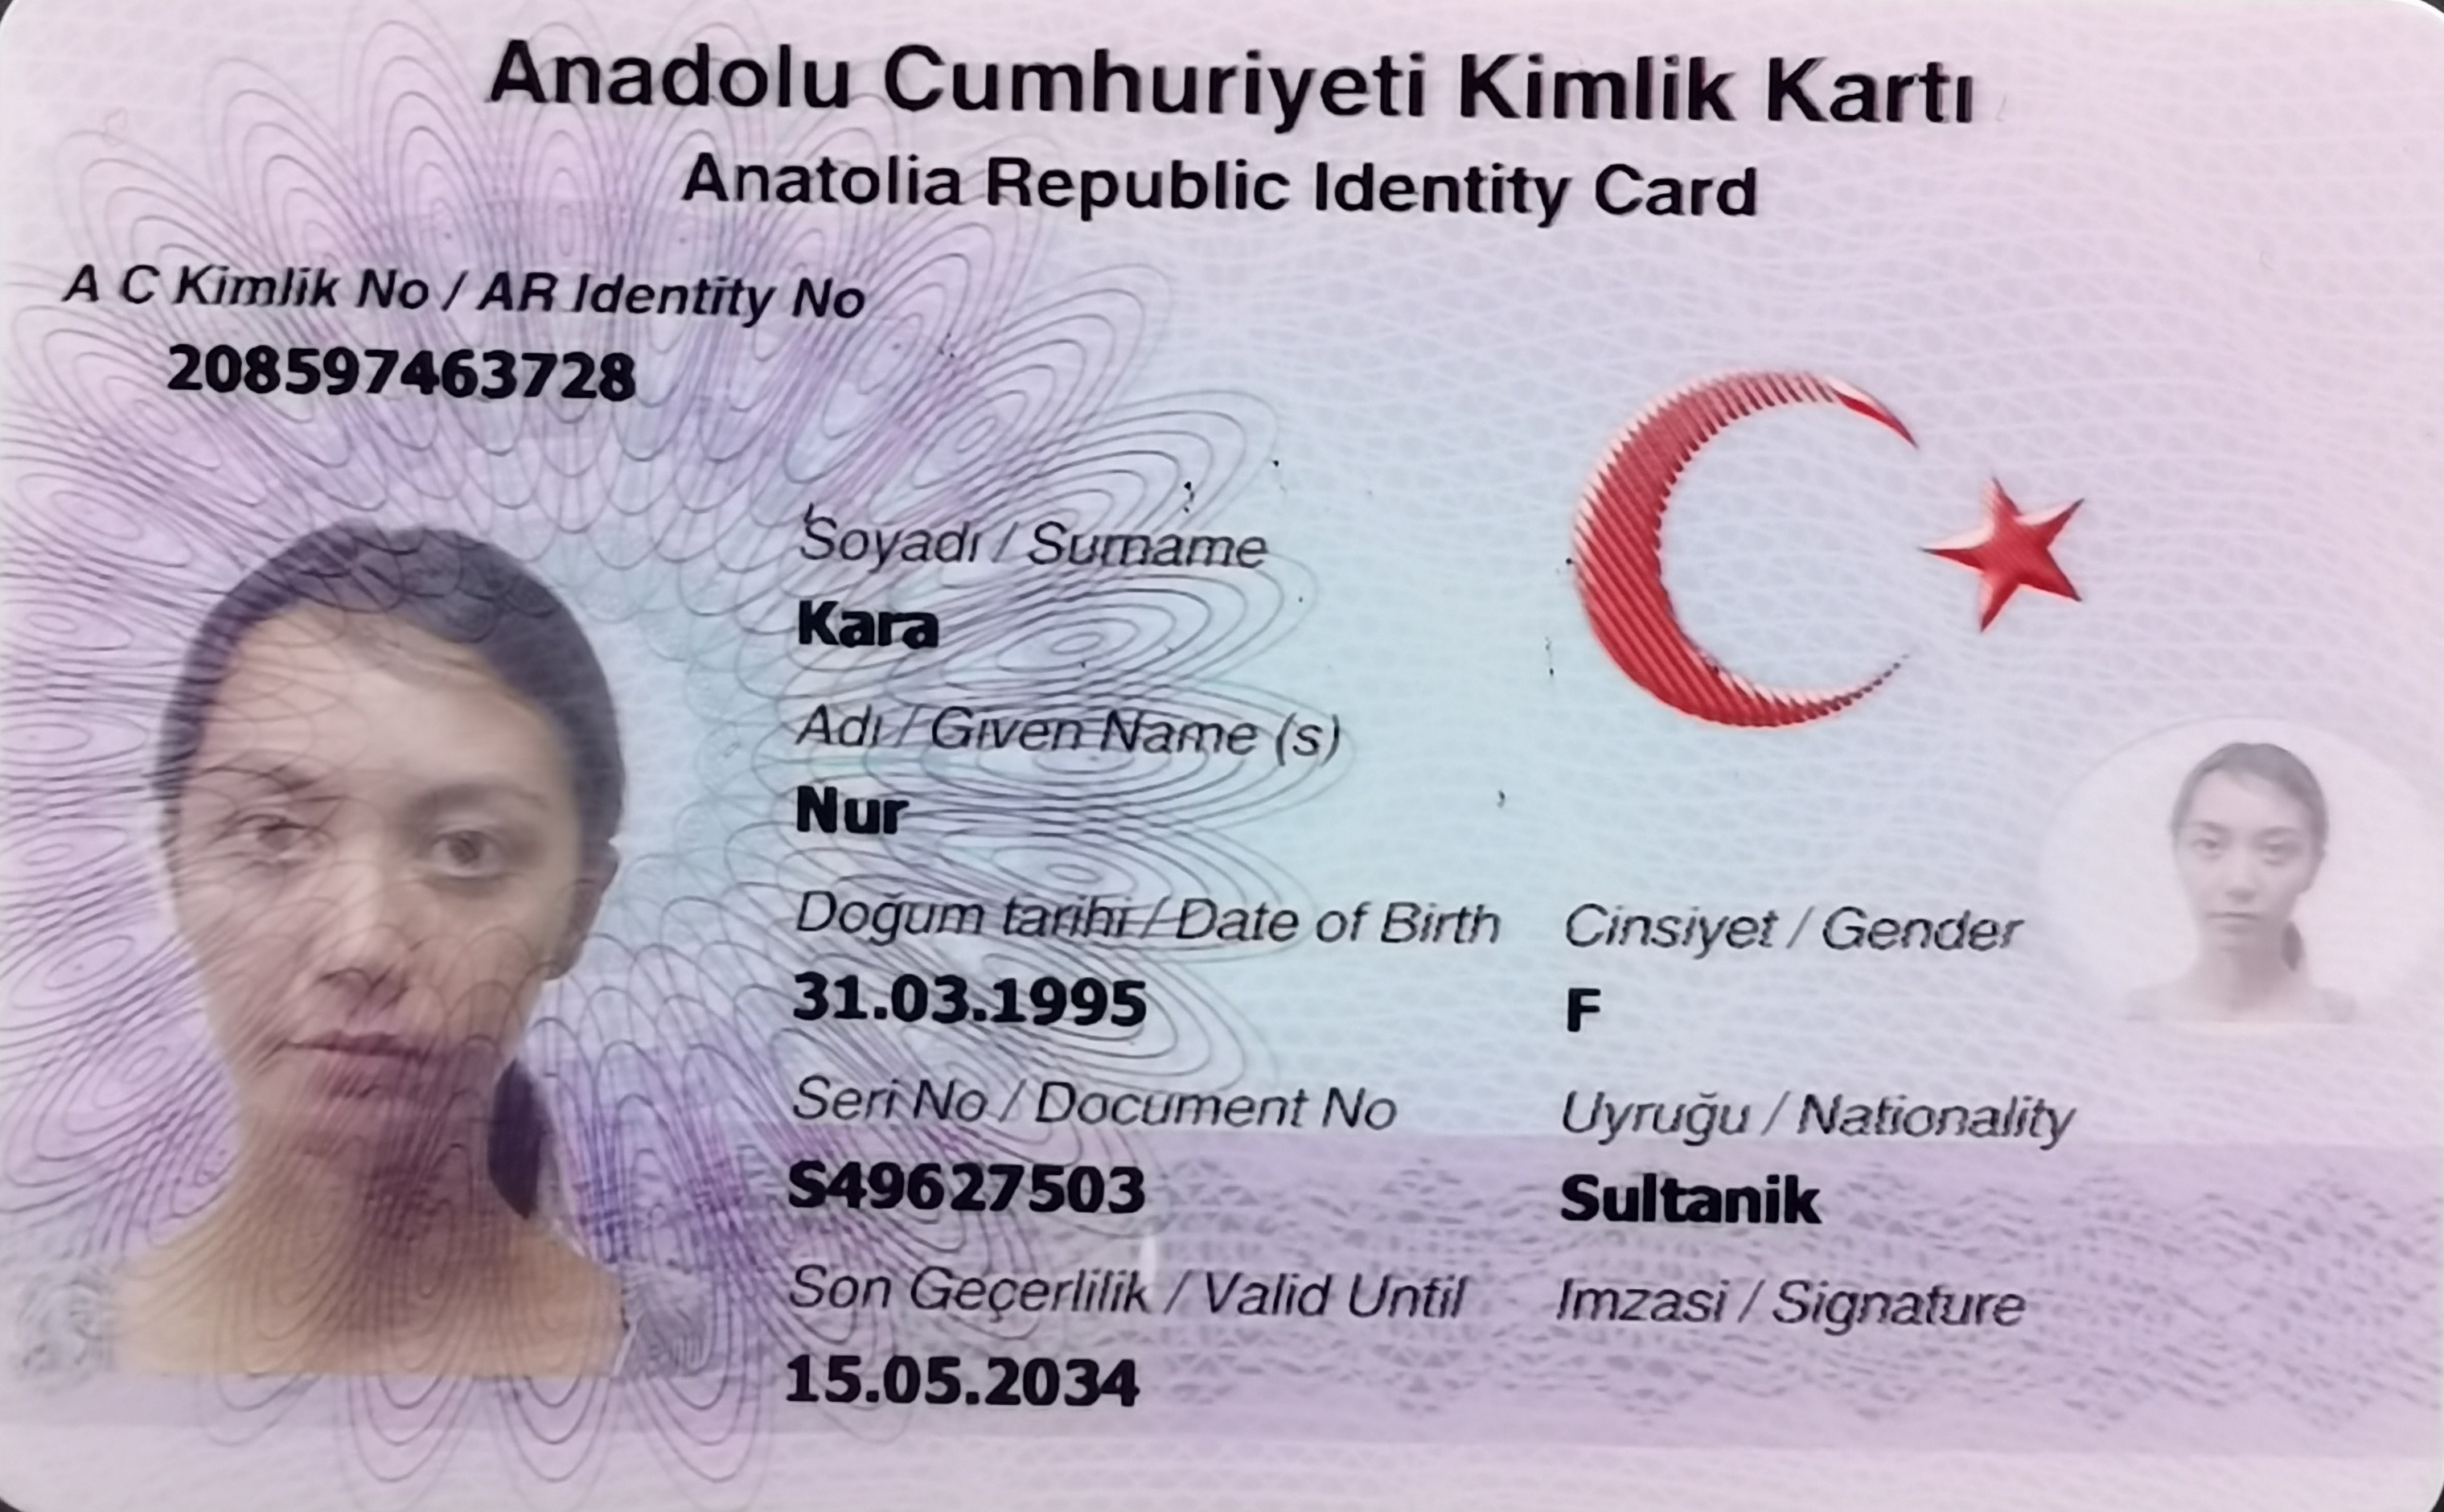 Anadolu Cumhuriyeti Kimlik Kartı
Anatolia Republic Identity Card
A C Kimlik No / AR Identity No
208597463728
Soyadı / Surname
Kara
Adı / Given Name (s)
Nur
Doğum tarihi / Date of Birth Cinsiyet / Gender
31.03.1995 F
Seri No / Document No Uyruğu / Nationality
S49627503 Sultanik
Son Geçerlilik / Valid Until Imzasi / Signature
15.05.2034